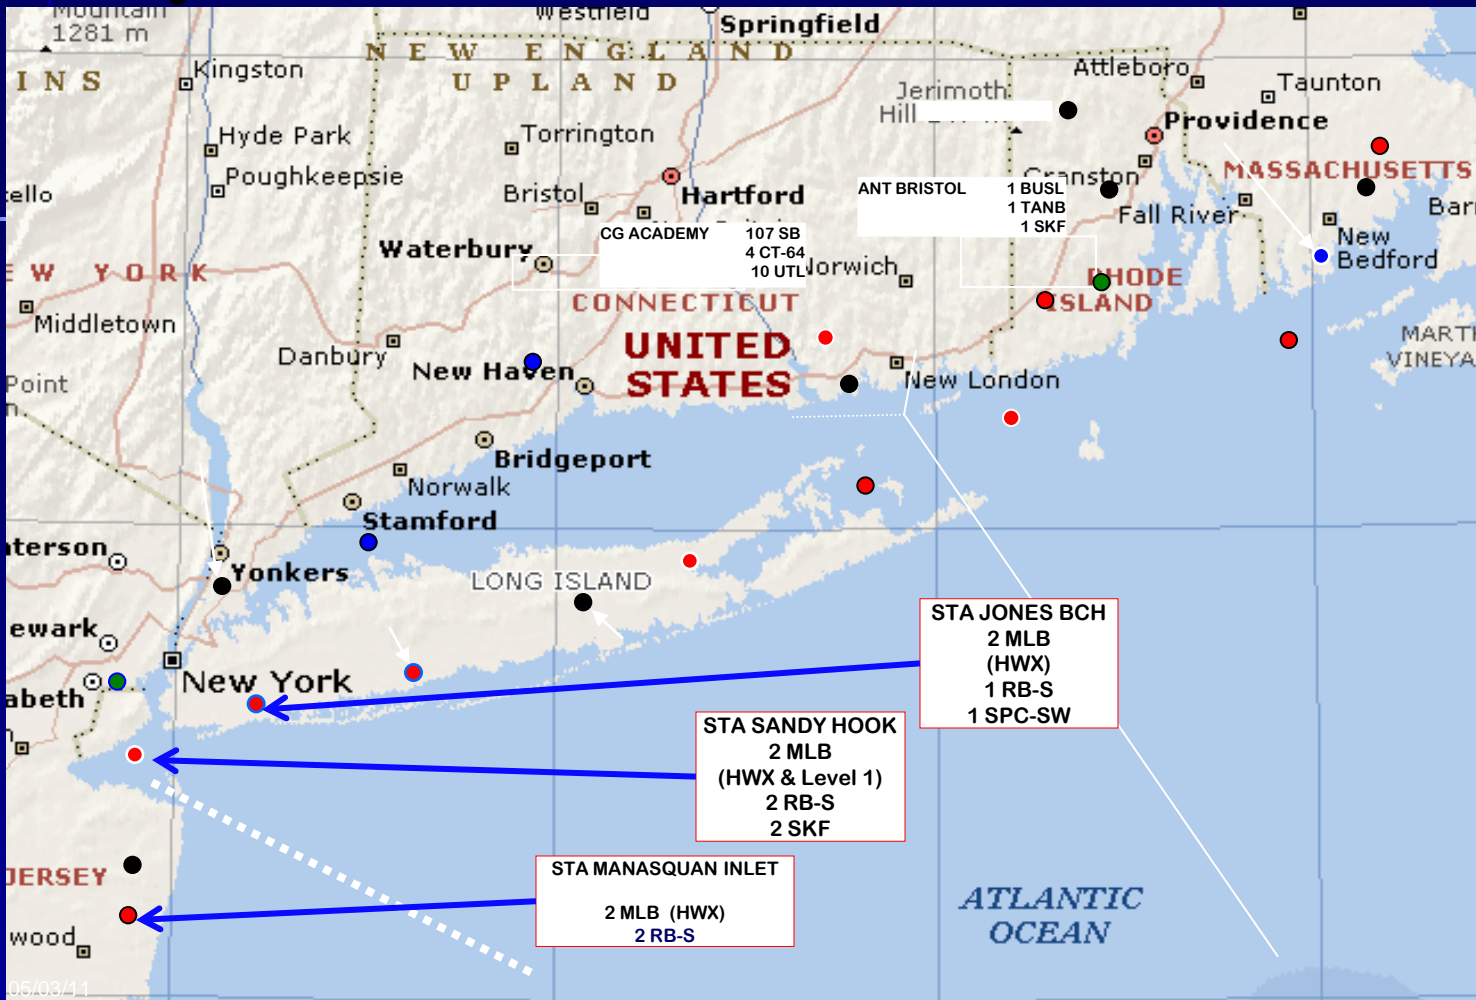 Mountain
1281 m
Westfield
Springfield
NEW ENGLAND
UPLAND
INS
Kingston
Attleboro
Taunton
Jerimoth
Hill
Hyde Park
Torrington
Providence
Poughkeepsie
Bristol
Hartford
Cranston
MASSACHUSETTS
ello
ANT BRISTOL 1 BUSL
1 TANB
1 SKF
Fall River
Bar
New
Bedford
CG ACADEMY 107 SB
4 CT-64
10 UTL
Waterbury
Norwich
EW YORK
CONNECTICUT
RHODE
ISLAND
Middletown
Danbury
New Haven
UNITED
STATES
New London
MARTH
VINEYA
Point
n
Bridgeport
Norwalk
Stamford
terson
Yonkers
LONG ISLAND
ewark
New York
abeth
STA JONES BCH
2 MLB
(HWX)
1 RB-S
1 SPC-SW
STA SANDY HOOK
2 MLB
(HWX & Level 1)
2 RB-S
2 SKF
JERSEY
STA MANASQUAN INLET
2 MLB (HWX)
2 RB-S
wood
ATLANTIC
OCEAN
05/03/11